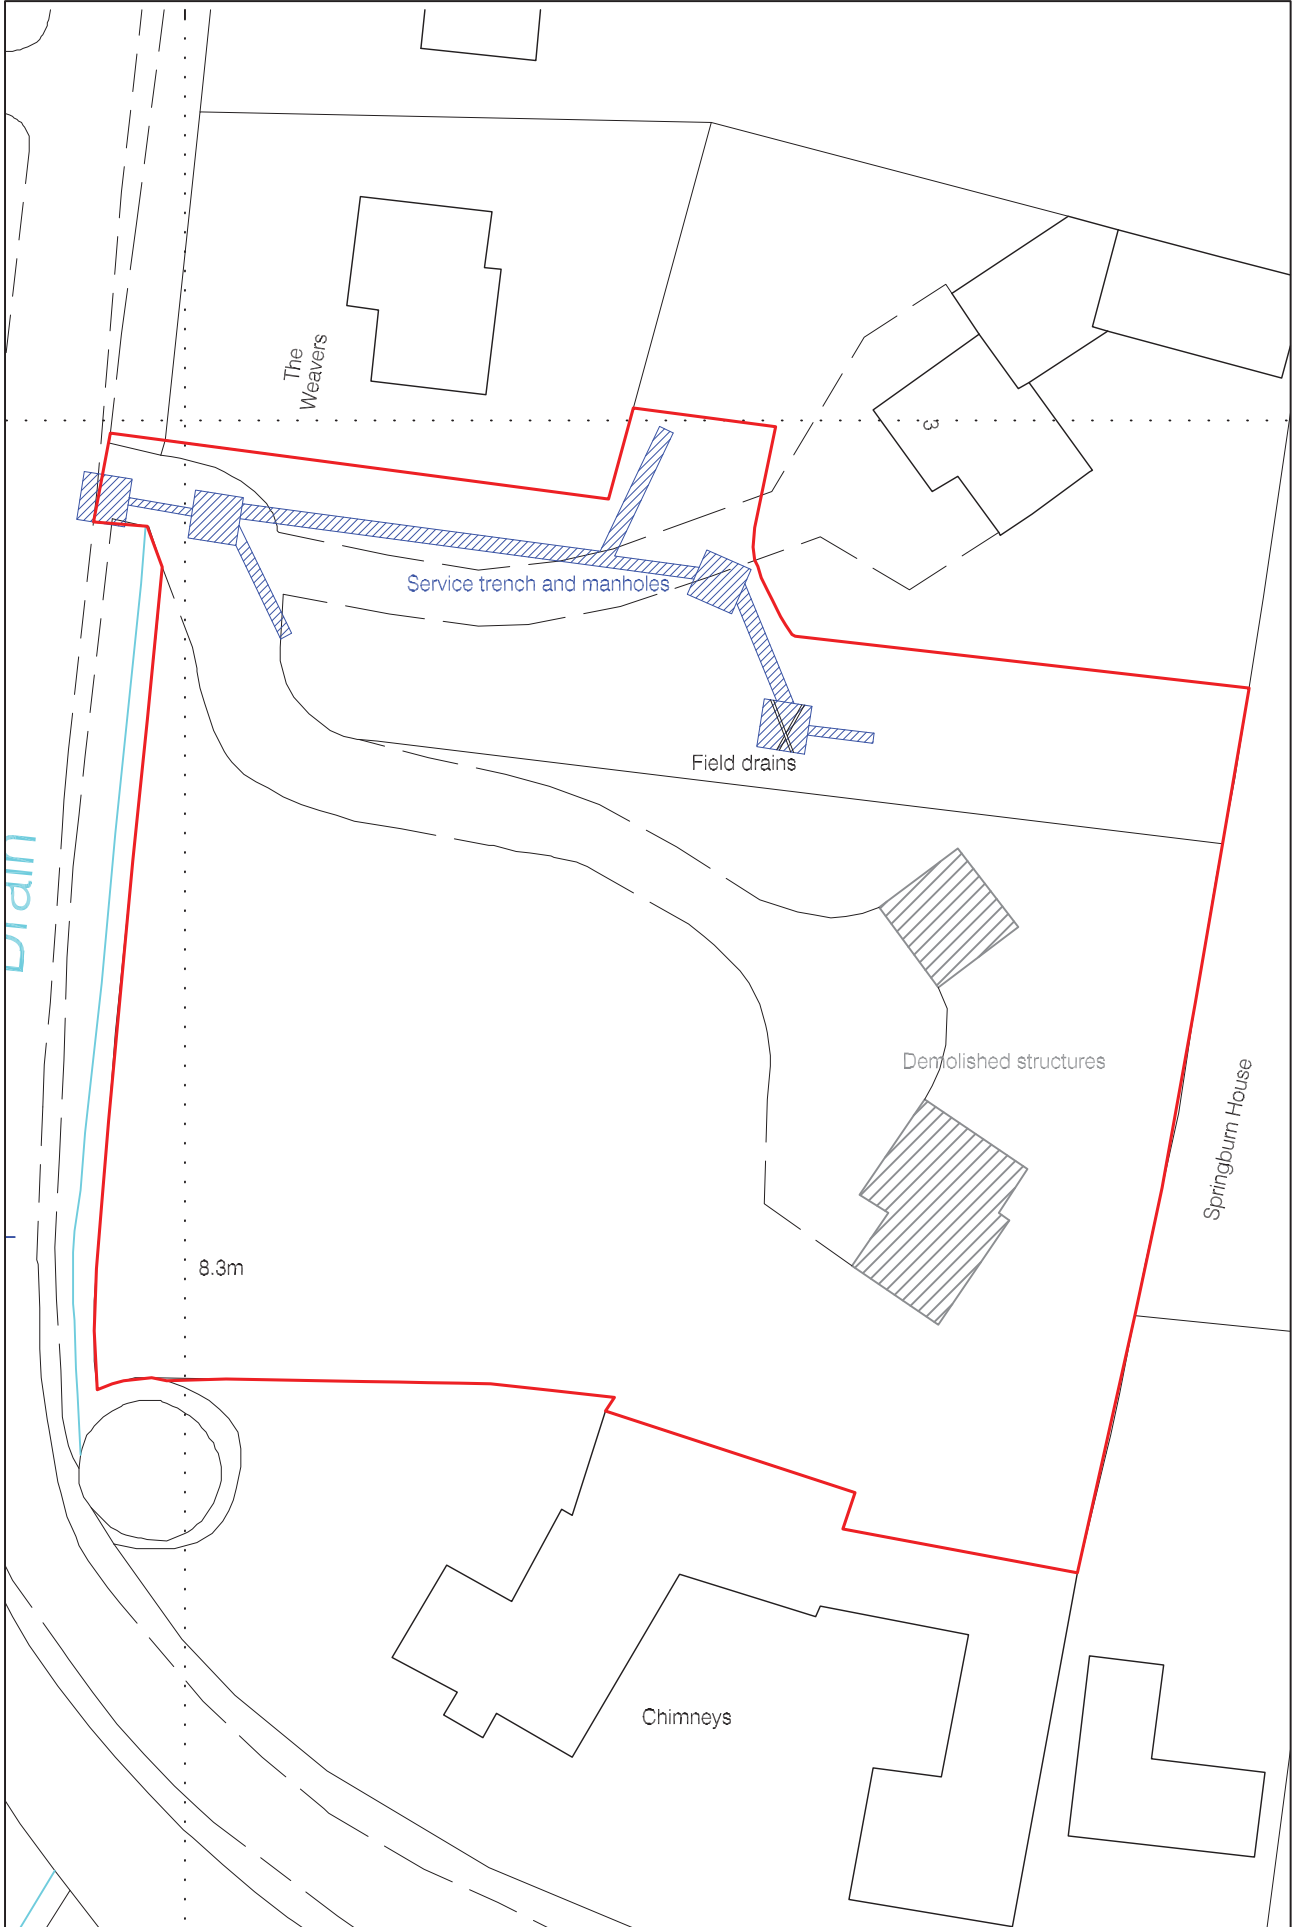 The
Weavers
3
Service trench and manholes
Field drains
Drain
Demolished structures
Springburn House
8.3m
Chimneys